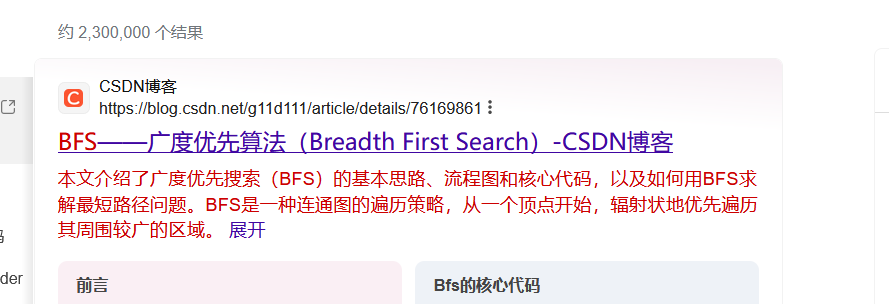 约 2,300,000 个结果
CSDN博客
https://blog.csdn.net/g11d111/article/details/76169861
BFS——广度优先算法（Breadth First Search）-CSDN博客
本文介绍了广度优先搜索（BFS）的基本思路、流程图和核心代码，以及如何用BFS求
解最短路径问题。BFS是一种连通图的遍历策略，从一个顶点开始，辐射状地优先遍历
其周围较广的区域。 展开
der
前言
Bfs的核心代码